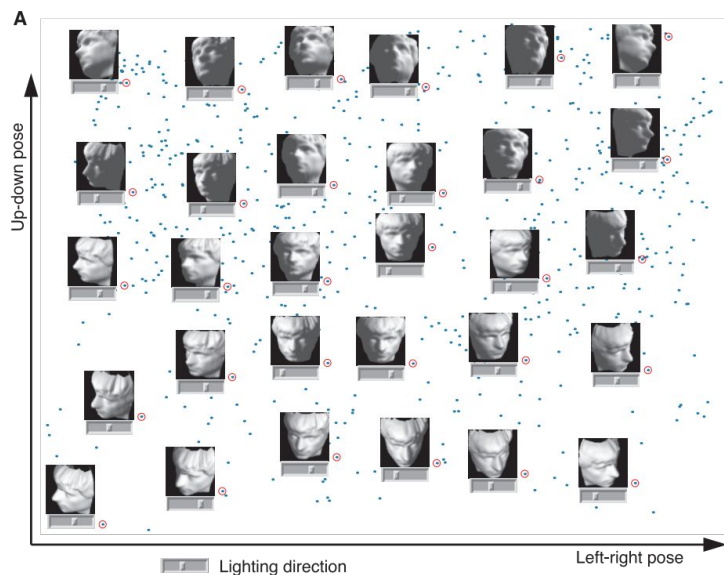 A
Up-down pose
Lighting direction
Left-right pose